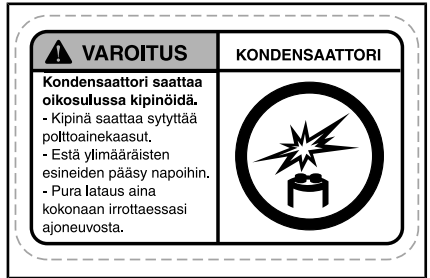 VAROITUS
KONDENSAATTORI
Kondensaattori saattaa
oikosulussa kipinöidä.
- Kipinä saattaa sytyttää
polttoainekaasut.
- Estä ylimääräisten
esineiden pääsy napoihin.
- Pura lataus aina
kokonaan irrottaessasi
ajoneuvosta.